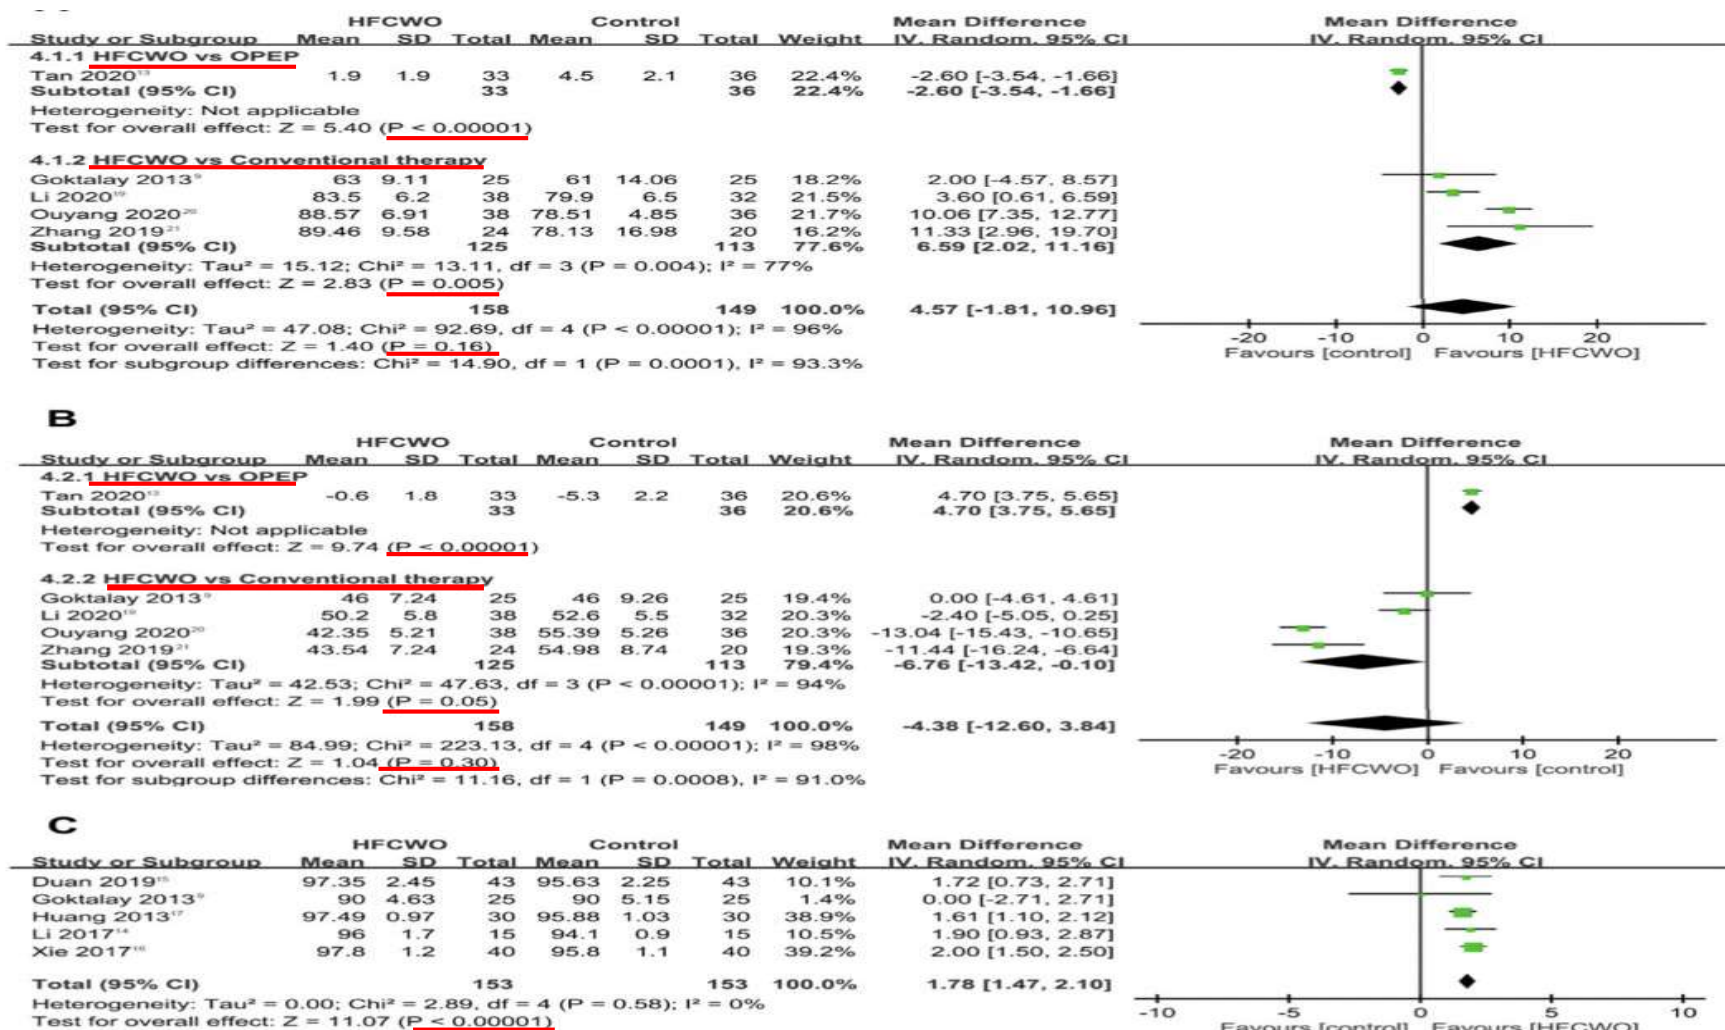 HFCWO Control Mean Difference Mean Difference
Study or Subgroup Mean SD Total Mean SD Total Weight IV. Random. 95% CI IV. Random. 95% CI
4.1.1 HFCWO vs OPEP
Tan 2020¹³ 1.9 1.9 33 4.5 2.1 36 22.4% -2.60 [-3.54, -1.66]
Subtotal (95% CI) 33 36 22.4% -2.60 [-3.54, -1.66]
Heterogeneity: Not applicable
Test for overall effect: Z = 5.40 (P < 0.00001)
4.1.2 HFCWO vs Conventional therapy
Goktalay 2013⁹ 63 9.11 25 61 14.06 25 18.2% 2.00 [-4.57, 8.57]
Li 2020¹⁹ 83.5 6.2 38 79.9 6.5 32 21.5% 3.60 [0.61, 6.59]
Ouyang 2020²⁰ 88.57 6.91 38 78.51 4.85 36 21.7% 10.06 [7.35, 12.77]
Zhang 2019²¹ 89.46 9.58 24 78.13 16.98 20 16.2% 11.33 [2.96, 19.70]
Subtotal (95% CI) 125 113 77.6% 6.59 [2.02, 11.16]
Heterogeneity: Tau² = 15.12; Chi² = 13.11, df = 3 (P = 0.004); I² = 77%
Test for overall effect: Z = 2.83 (P = 0.005)
Total (95% CI) 158 149 100.0% 4.57 [-1.81, 10.96]
Heterogeneity: Tau² = 47.08; Chi² = 92.69, df = 4 (P < 0.00001); I² = 96%
Test for overall effect: Z = 1.40 (P = 0.16)
Test for subgroup differences: Chi² = 14.90, df = 1 (P = 0.0001), I² = 93.3%
-20 -10 0 10 20
Favours [control] Favours [HFCWO]
B
HFCWO Control Mean Difference Mean Difference
Study or Subgroup Mean SD Total Mean SD Total Weight IV. Random. 95% CI IV. Random. 95% CI
4.2.1 HFCWO vs OPEP
Tan 2020¹³ -0.6 1.8 33 -5.3 2.2 36 20.6% 4.70 [3.75, 5.65]
Subtotal (95% CI) 33 36 20.6% 4.70 [3.75, 5.65]
Heterogeneity: Not applicable
Test for overall effect: Z = 9.74 (P < 0.00001)
4.2.2 HFCWO vs Conventional therapy
Goktalay 2013⁹ 46 7.24 25 46 9.26 25 19.4% 0.00 [-4.61, 4.61]
Li 2020¹⁹ 50.2 5.8 38 52.6 5.5 32 20.3% -2.40 [-5.05, 0.25]
Ouyang 2020²⁰ 42.35 5.21 38 55.39 5.26 36 20.3% -13.04 [-15.43, -10.65]
Zhang 2019²¹ 43.54 7.24 24 54.98 8.74 20 19.3% -11.44 [-16.24, -6.64]
Subtotal (95% CI) 125 113 79.4% -6.76 [-13.42, -0.10]
Heterogeneity: Tau² = 42.53; Chi² = 47.63, df = 3 (P < 0.00001); I² = 94%
Test for overall effect: Z = 1.99 (P = 0.05)
Total (95% CI) 158 149 100.0% -4.38 [-12.60, 3.84]
Heterogeneity: Tau² = 84.99; Chi² = 223.13, df = 4 (P < 0.00001); I² = 98%
Test for overall effect: Z = 1.04 (P = 0.30)
Test for subgroup differences: Chi² = 11.16, df = 1 (P = 0.0008), I² = 91.0%
-20 -10 0 10 20
Favours [HFCWO] Favours [control]
C
HFCWO Control Mean Difference Mean Difference
Study or Subgroup Mean SD Total Mean SD Total Weight IV. Random. 95% CI IV. Random. 95% CI
Duan 2019¹⁵ 97.35 2.45 43 95.63 2.25 43 10.1% 1.72 [0.73, 2.71]
Goktalay 2013⁹ 90 4.63 25 90 5.15 25 1.4% 0.00 [-2.71, 2.71]
Huang 2013¹⁷ 97.49 0.97 30 95.88 1.03 30 38.9% 1.61 [1.10, 2.12]
Li 2017¹⁴ 96 1.7 15 94.1 0.9 15 10.5% 1.90 [0.93, 2.87]
Xie 2017¹⁶ 97.8 1.2 40 95.8 1.1 40 39.2% 2.00 [1.50, 2.50]
Total (95% CI) 153 153 100.0% 1.78 [1.47, 2.10]
Heterogeneity: Tau² = 0.00; Chi² = 2.89, df = 4 (P = 0.58); I² = 0%
Test for overall effect: Z = 11.07 (P < 0.00001)
-10 -5 0 5 10
Favours [control] Favours [HFCWO]